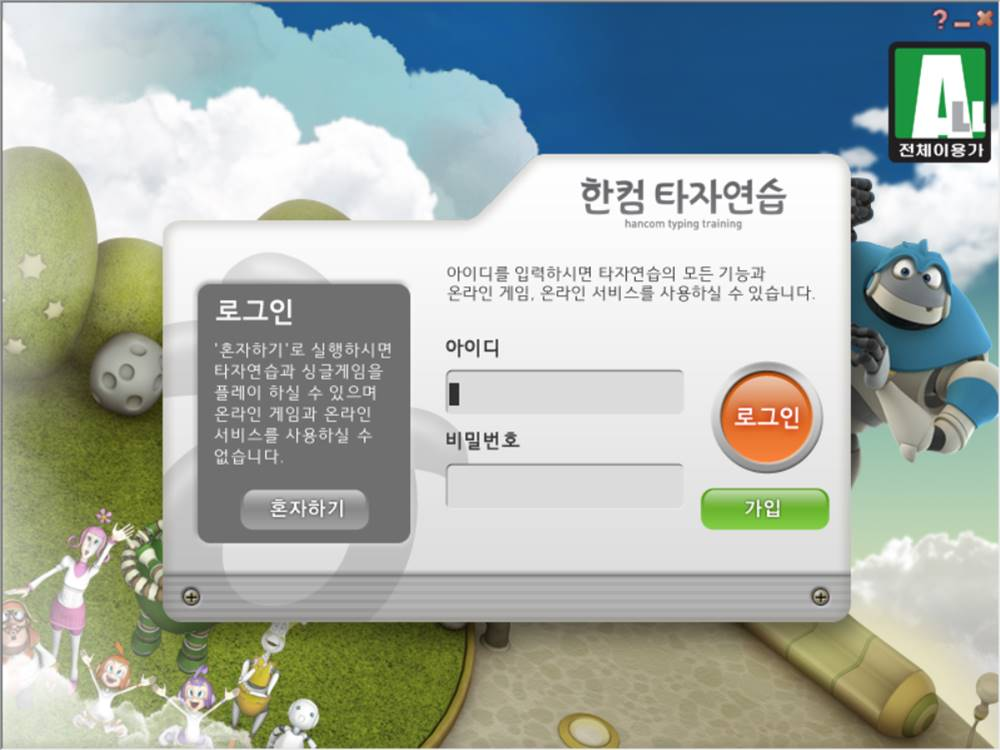 ?
ALL
전체이용가
한컴 타자연습
hancom typing training
아이디를 입력하시면 타자연습의 모든 기능과
온라인 게임, 온라인 서비스를 사용하실 수 있습니다.
로그인
'혼자하기'로 실행하시면
타자연습과 싱글게임을
플레이 하실 수 있으며
온라인 게임과 온라인
서비스를 사용하실 수
없습니다.
혼자하기
아이디
비밀번호
로그인
가입